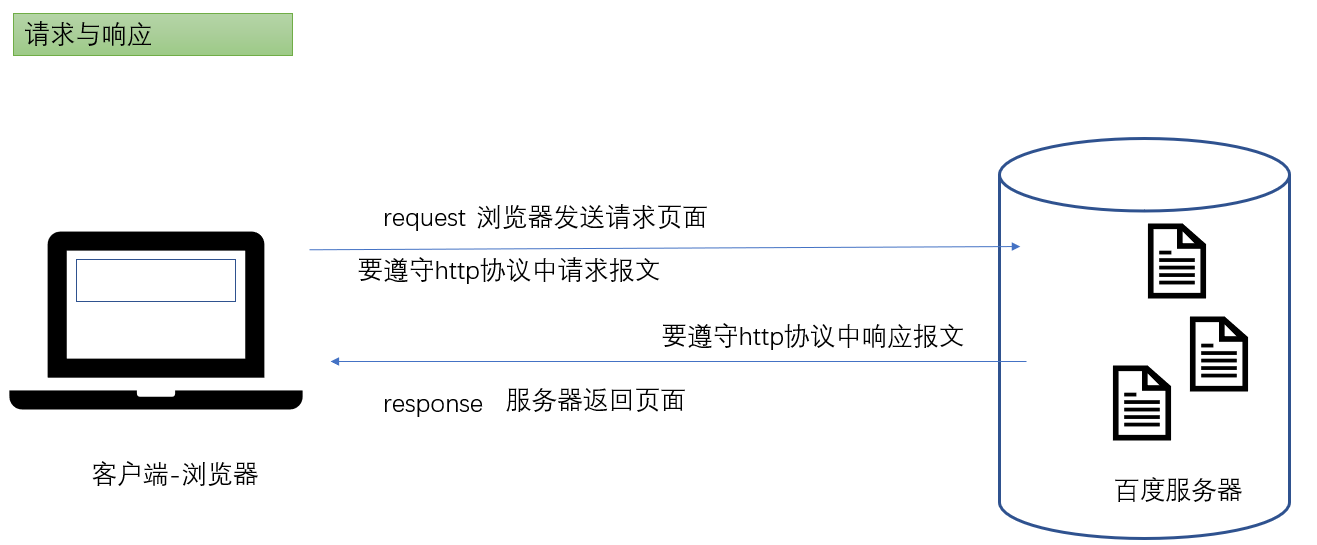 请求与响应
request 浏览器发送请求页面
要遵守http协议中请求报文
要遵守http协议中响应报文
response 服务器返回页面
客户端-浏览器
百度服务器